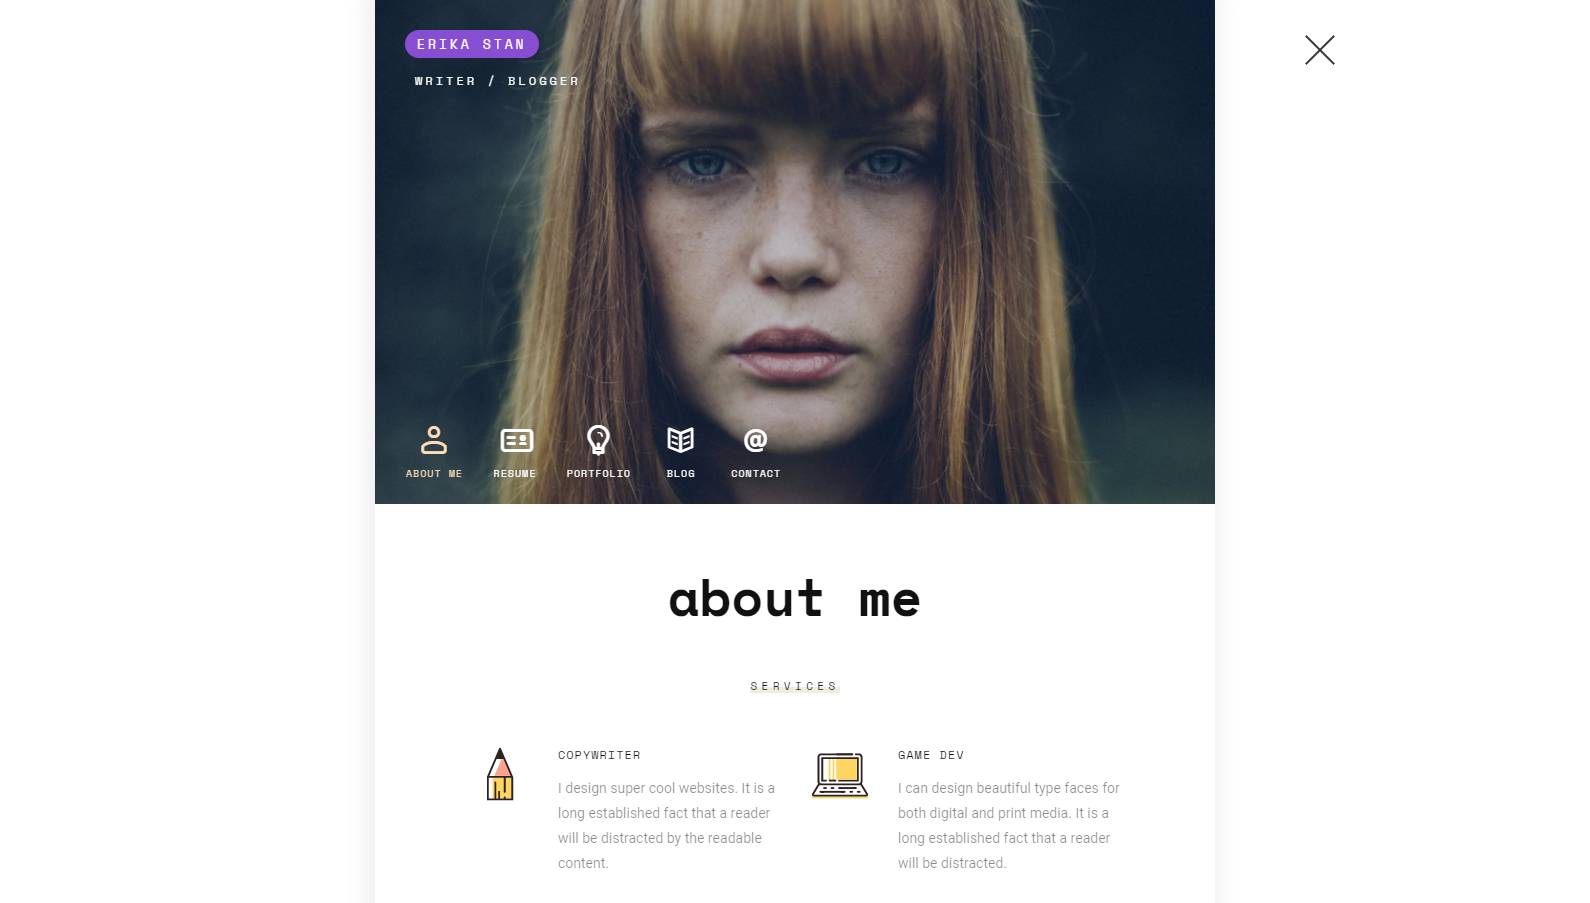 ERIKA STAN
WRITER / BLOGGER
ABOUT ME
RESUME
PORTFOLIO
BLOG
@
CONTACT
about me
SERVICES
COPYWRITER
I design super cool websites. It is a
long established fact that a reader
will be distracted by the readable
content.
GAME DEV
I can design beautiful type faces for
both digital and print media. It is a
long established fact that a reader
will be distracted.